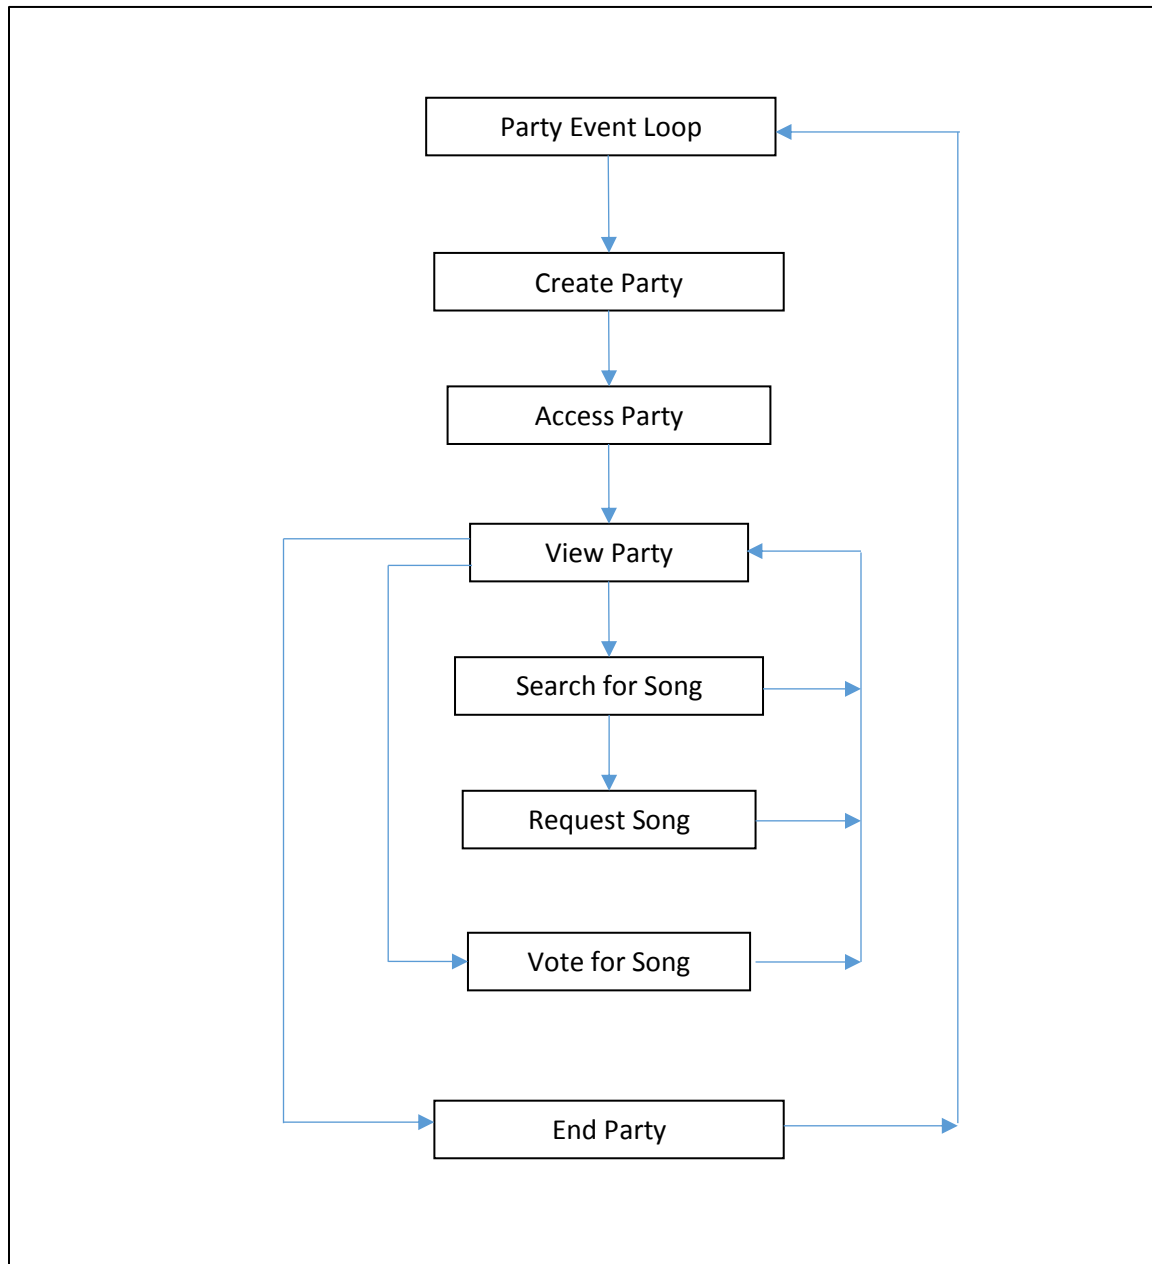 Party Event Loop
Create Party
Access Party
View Party
Search for Song
Request Song
Vote for Song
End Party